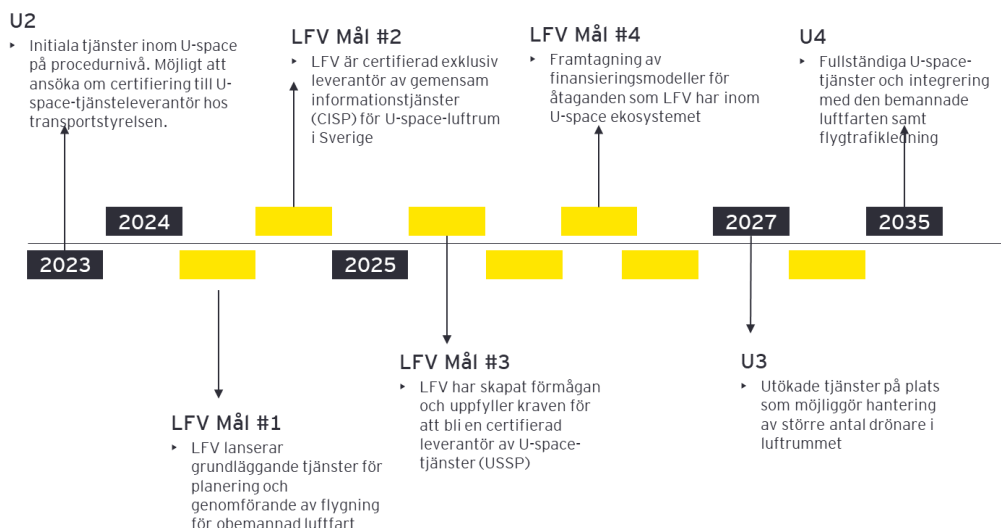 U2
‣ Initiala tjänster inom U-space
på procedurnivå. Möjligt att
ansöka om certifiering till U-
space-tjänsteleverantör hos
transportstyrelsen.
LFV Mål #2
‣ LFV är certifierad exklusiv
leverantör av gemensam
informationstjänster
(CISP) för U-space-luftrum
i Sverige
LFV Mål #4
‣ Framtagning av
finansieringsmodeller för
åtaganden som LFV har inom
U-space ekosystemet
U4
‣ Fullständiga U-space-
tjänster och integrering
med den bemannade
luftfarten samt
flygtrafikledning
2024
2027
2035
2023
2025
LFV Mål #1
‣ LFV lanserar
grundläggande tjänster för
planering och
genomförande av flygning
för obemannad luftfart
LFV Mål #3
‣ LFV har skapat förmågan
och uppfyller kraven för
att bli en certifierad
leverantör av U-space-
tjänster (USSP)
U3
‣ Utökade tjänster på plats
som möjliggör hantering
av större antal drönare i
luftrummet